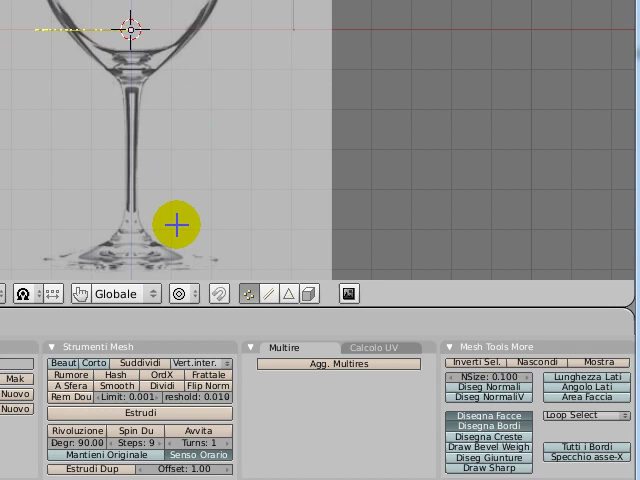 Globale
Strumenti Mesh
Multires
Calcolo UV
Mesh Tools More
Beaut Corto Suddividi Vert.inter.
Agg. Multires
Inverti Sel. Nascondi Mostra
Rumore Hash OrdX Frattale
NSize: 0.100 Lunghezza Lati
Mak
A Sfera Smooth Dividi Flip Norm
Diseg Normali Angolo Lati
Nuovo
Rem Dou Limit: 0.001 reshold: 0.010
Diseg NormaliV Area Faccia
Nuovo
Estrudi
Disegna Facce Loop Select
Disegna Bordi
Rivoluzione Spin Du Avvita
Disegna Creste
Degr: 90.00 Steps: 9 Turns: 1
Draw Bevel Weigh Tutti i Bordi
Mantieni Originale Senso Orario
Diseg Giunture Specchio asse-X
Estrudi Dup Offset: 1.00
Draw Sharp